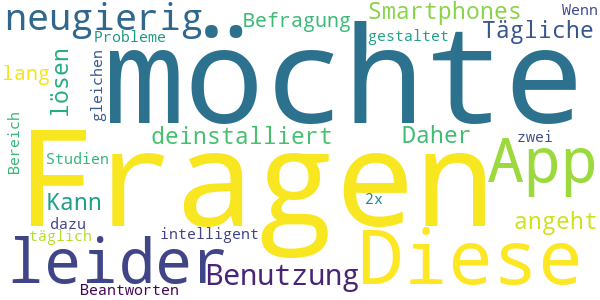 neugierig
Befragung
Smartphones
Wenn
Probleme
möchte
gestaltet
Tägliche
lang
lösen
gleichen
Bereich
Fragen
deinstalliert
Daher
zwei
App
Studien
Kann
2x
angeht
dazu
täglich
intelligent
leider
Benutzung
Diese
Beantworten